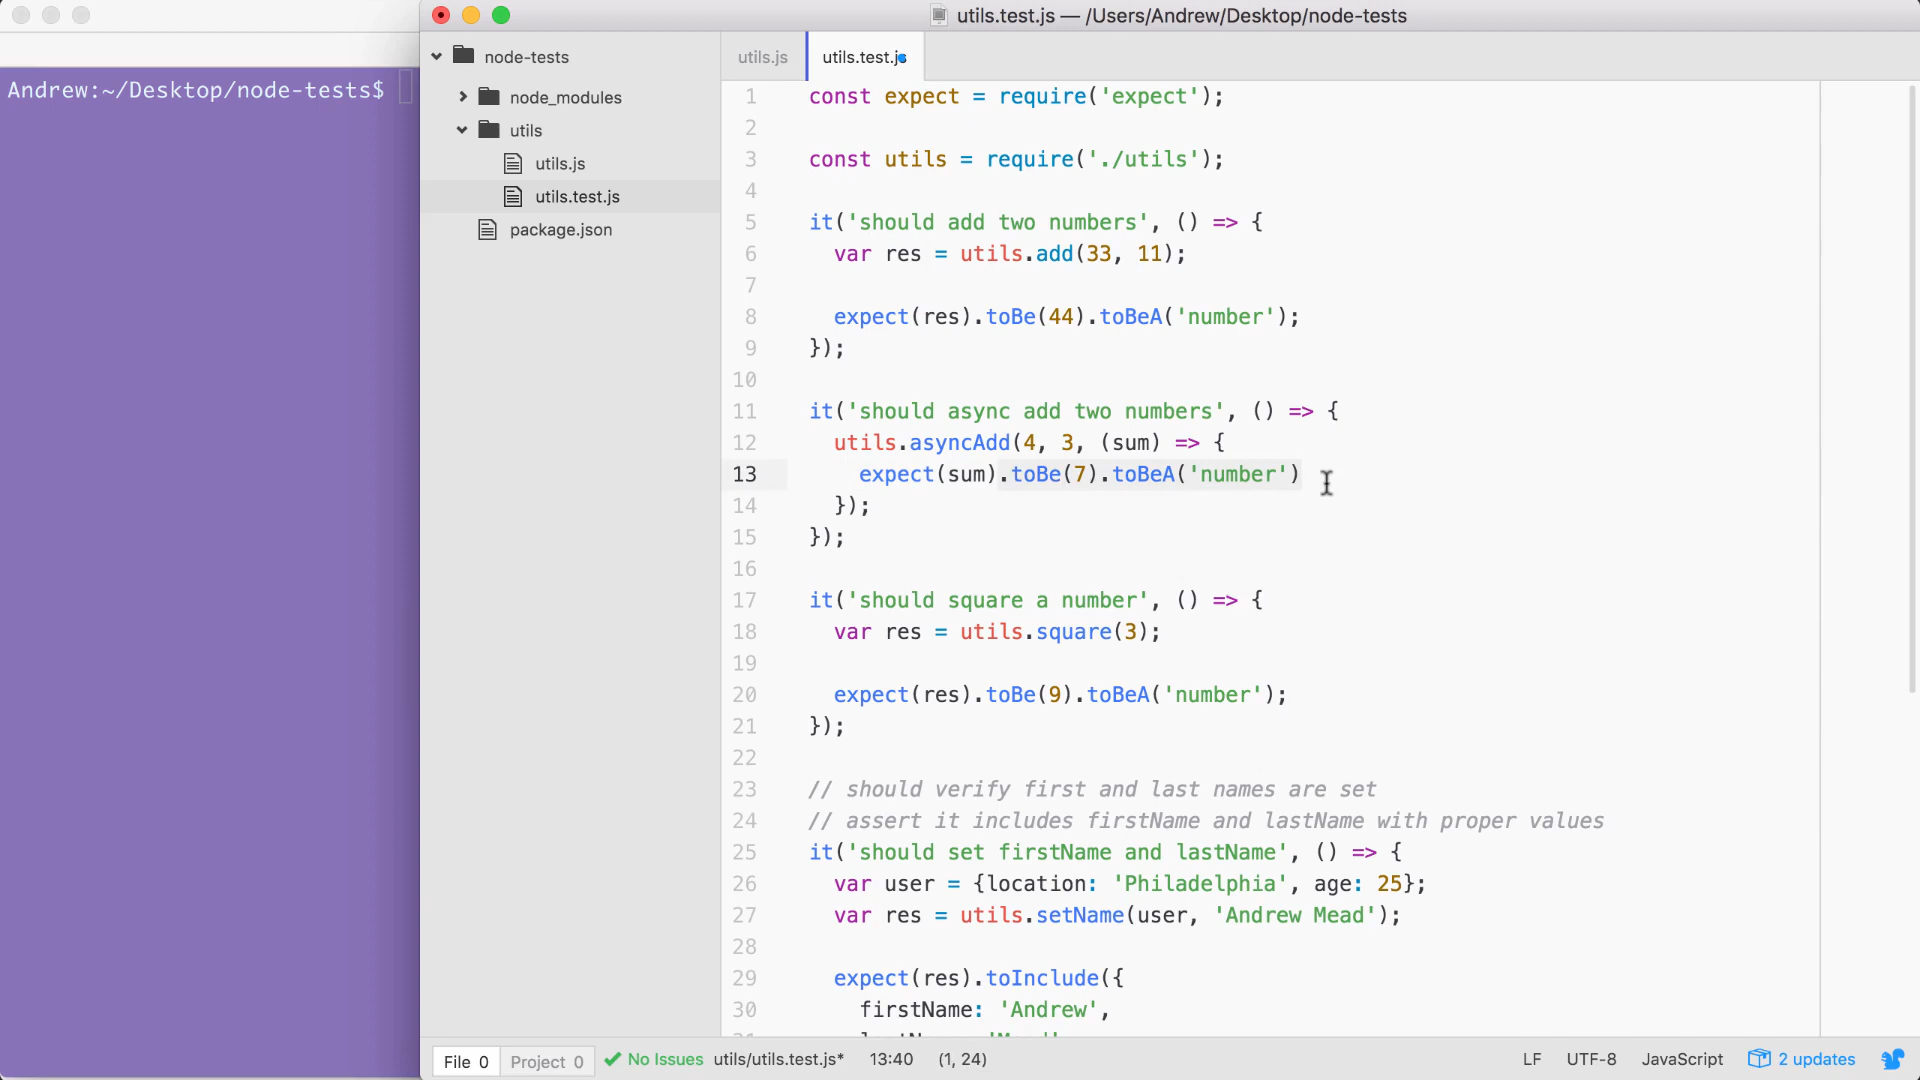 utils.test.js — /Users/Andrew/Desktop/node-tests
Andrew:~/Desktop/node-tests$
node-tests
node_modules
utils
utils.js
utils.test.js
package.json
utils.js
utils.test.js
1 const expect = require('expect');
2
3 const utils = require('./utils');
4
5 it('should add two numbers', () => {
6 var res = utils.add(33, 11);
7
8 expect(res).toBe(44).toBeA('number');
9 });
10
11 it('should async add two numbers', () => {
12 utils.asyncAdd(4, 3, (sum) => {
13 expect(sum).toBe(7).toBeA('number')
14 });
15 });
16
17 it('should square a number', () => {
18 var res = utils.square(3);
19
20 expect(res).toBe(9).toBeA('number');
21 });
22
23 // should verify first and last names are set
24 // assert it includes firstName and lastName with proper values
25 it('should set firstName and lastName', () => {
26 var user = {location: 'Philadelphia', age: 25};
27 var res = utils.setName(user, 'Andrew Mead');
28
29 expect(res).toInclude({
30 firstName: 'Andrew',
File 0 Project 0 No Issues utils/utils.test.js* 13:40 (1, 24) LF UTF-8 JavaScript 2 updates